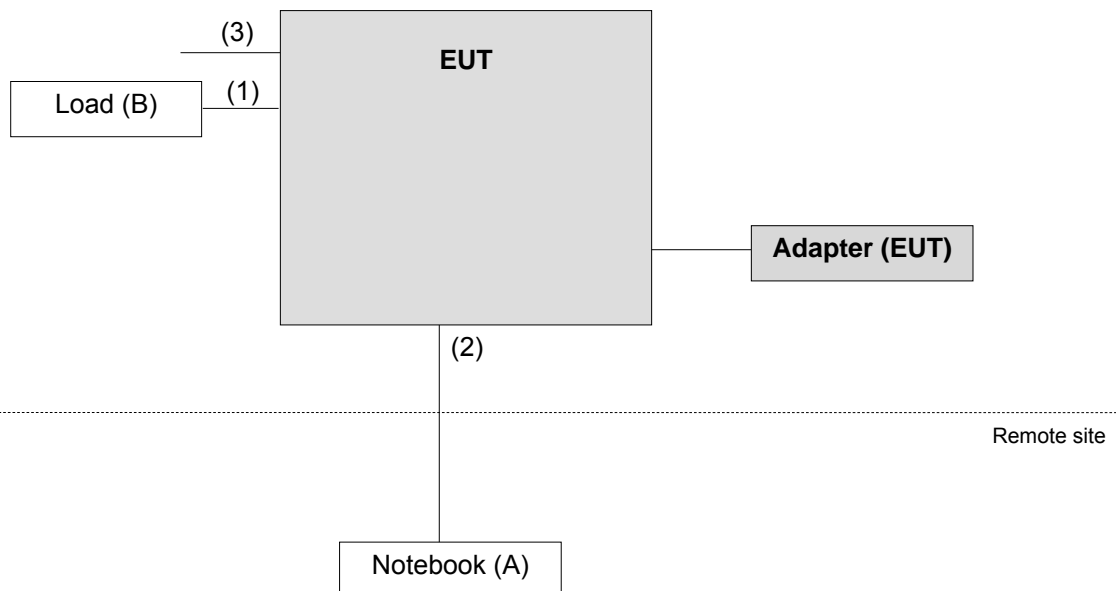 (3)
EUT
Load (B)
(1)
Adapter (EUT)
(2)
Remote site
Notebook (A)